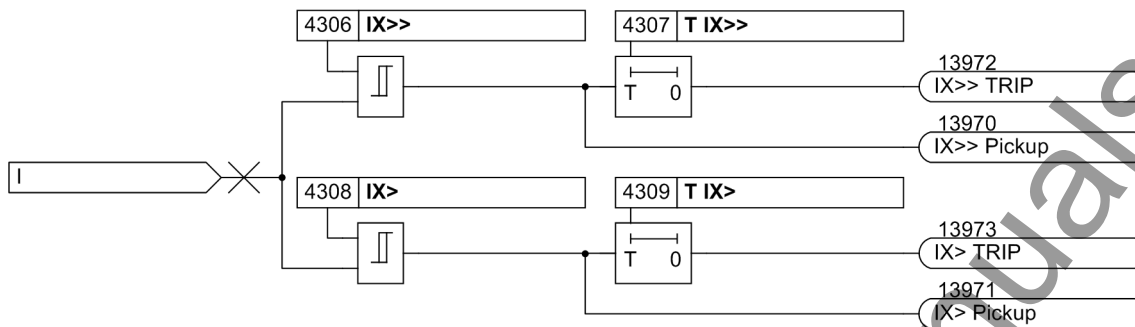 4306 IX>>
4307 T IX>>
T 0
13972
IX>> TRIP
13970
IX>> Pickup
I
4308 IX>
4309 T IX>
T 0
13973
IX> TRIP
13971
IX> Pickup